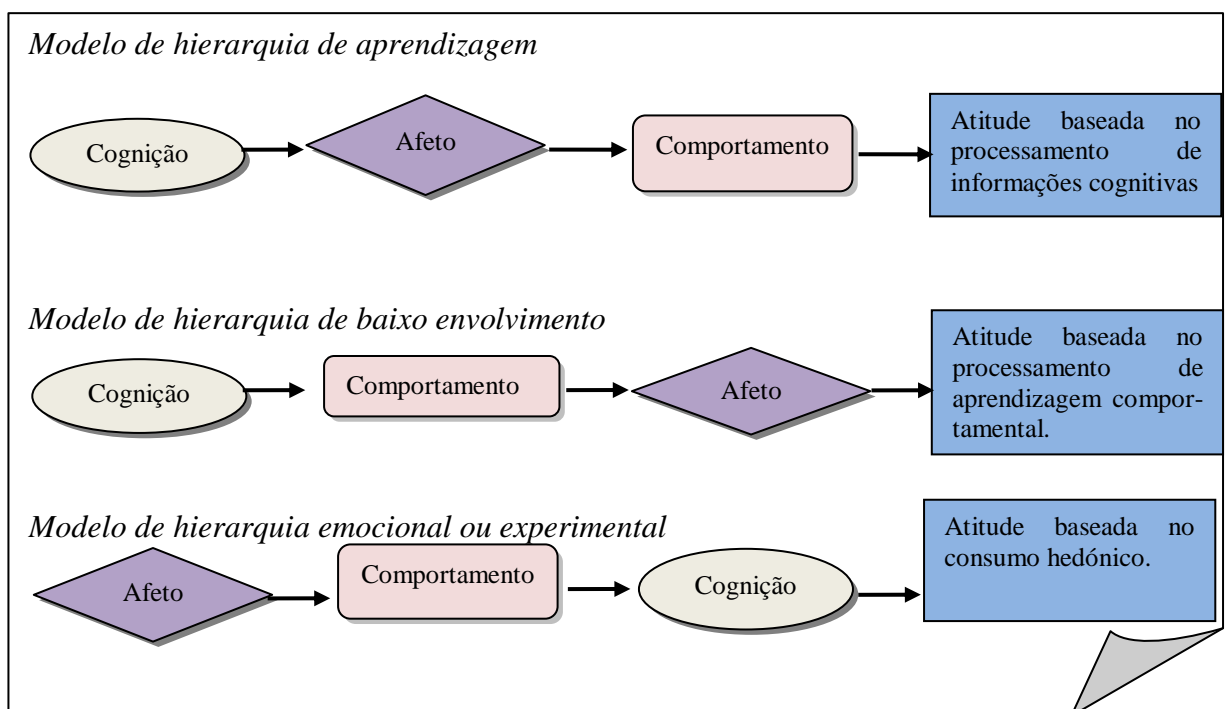 Modelo de hierarquia de aprendizagem
Cognição
Afeto
Comportamento
Atitude baseada no
processamento de
informações cognitivas
Modelo de hierarquia de baixo envolvimento
Cognição
Comportamento
Afeto
Atitude baseada no
processamento de
aprendizagem compor-
tamental.
Modelo de hierarquia emocional ou experimental
Afeto
Comportamento
Cognição
Atitude baseada no
consumo hedónico.